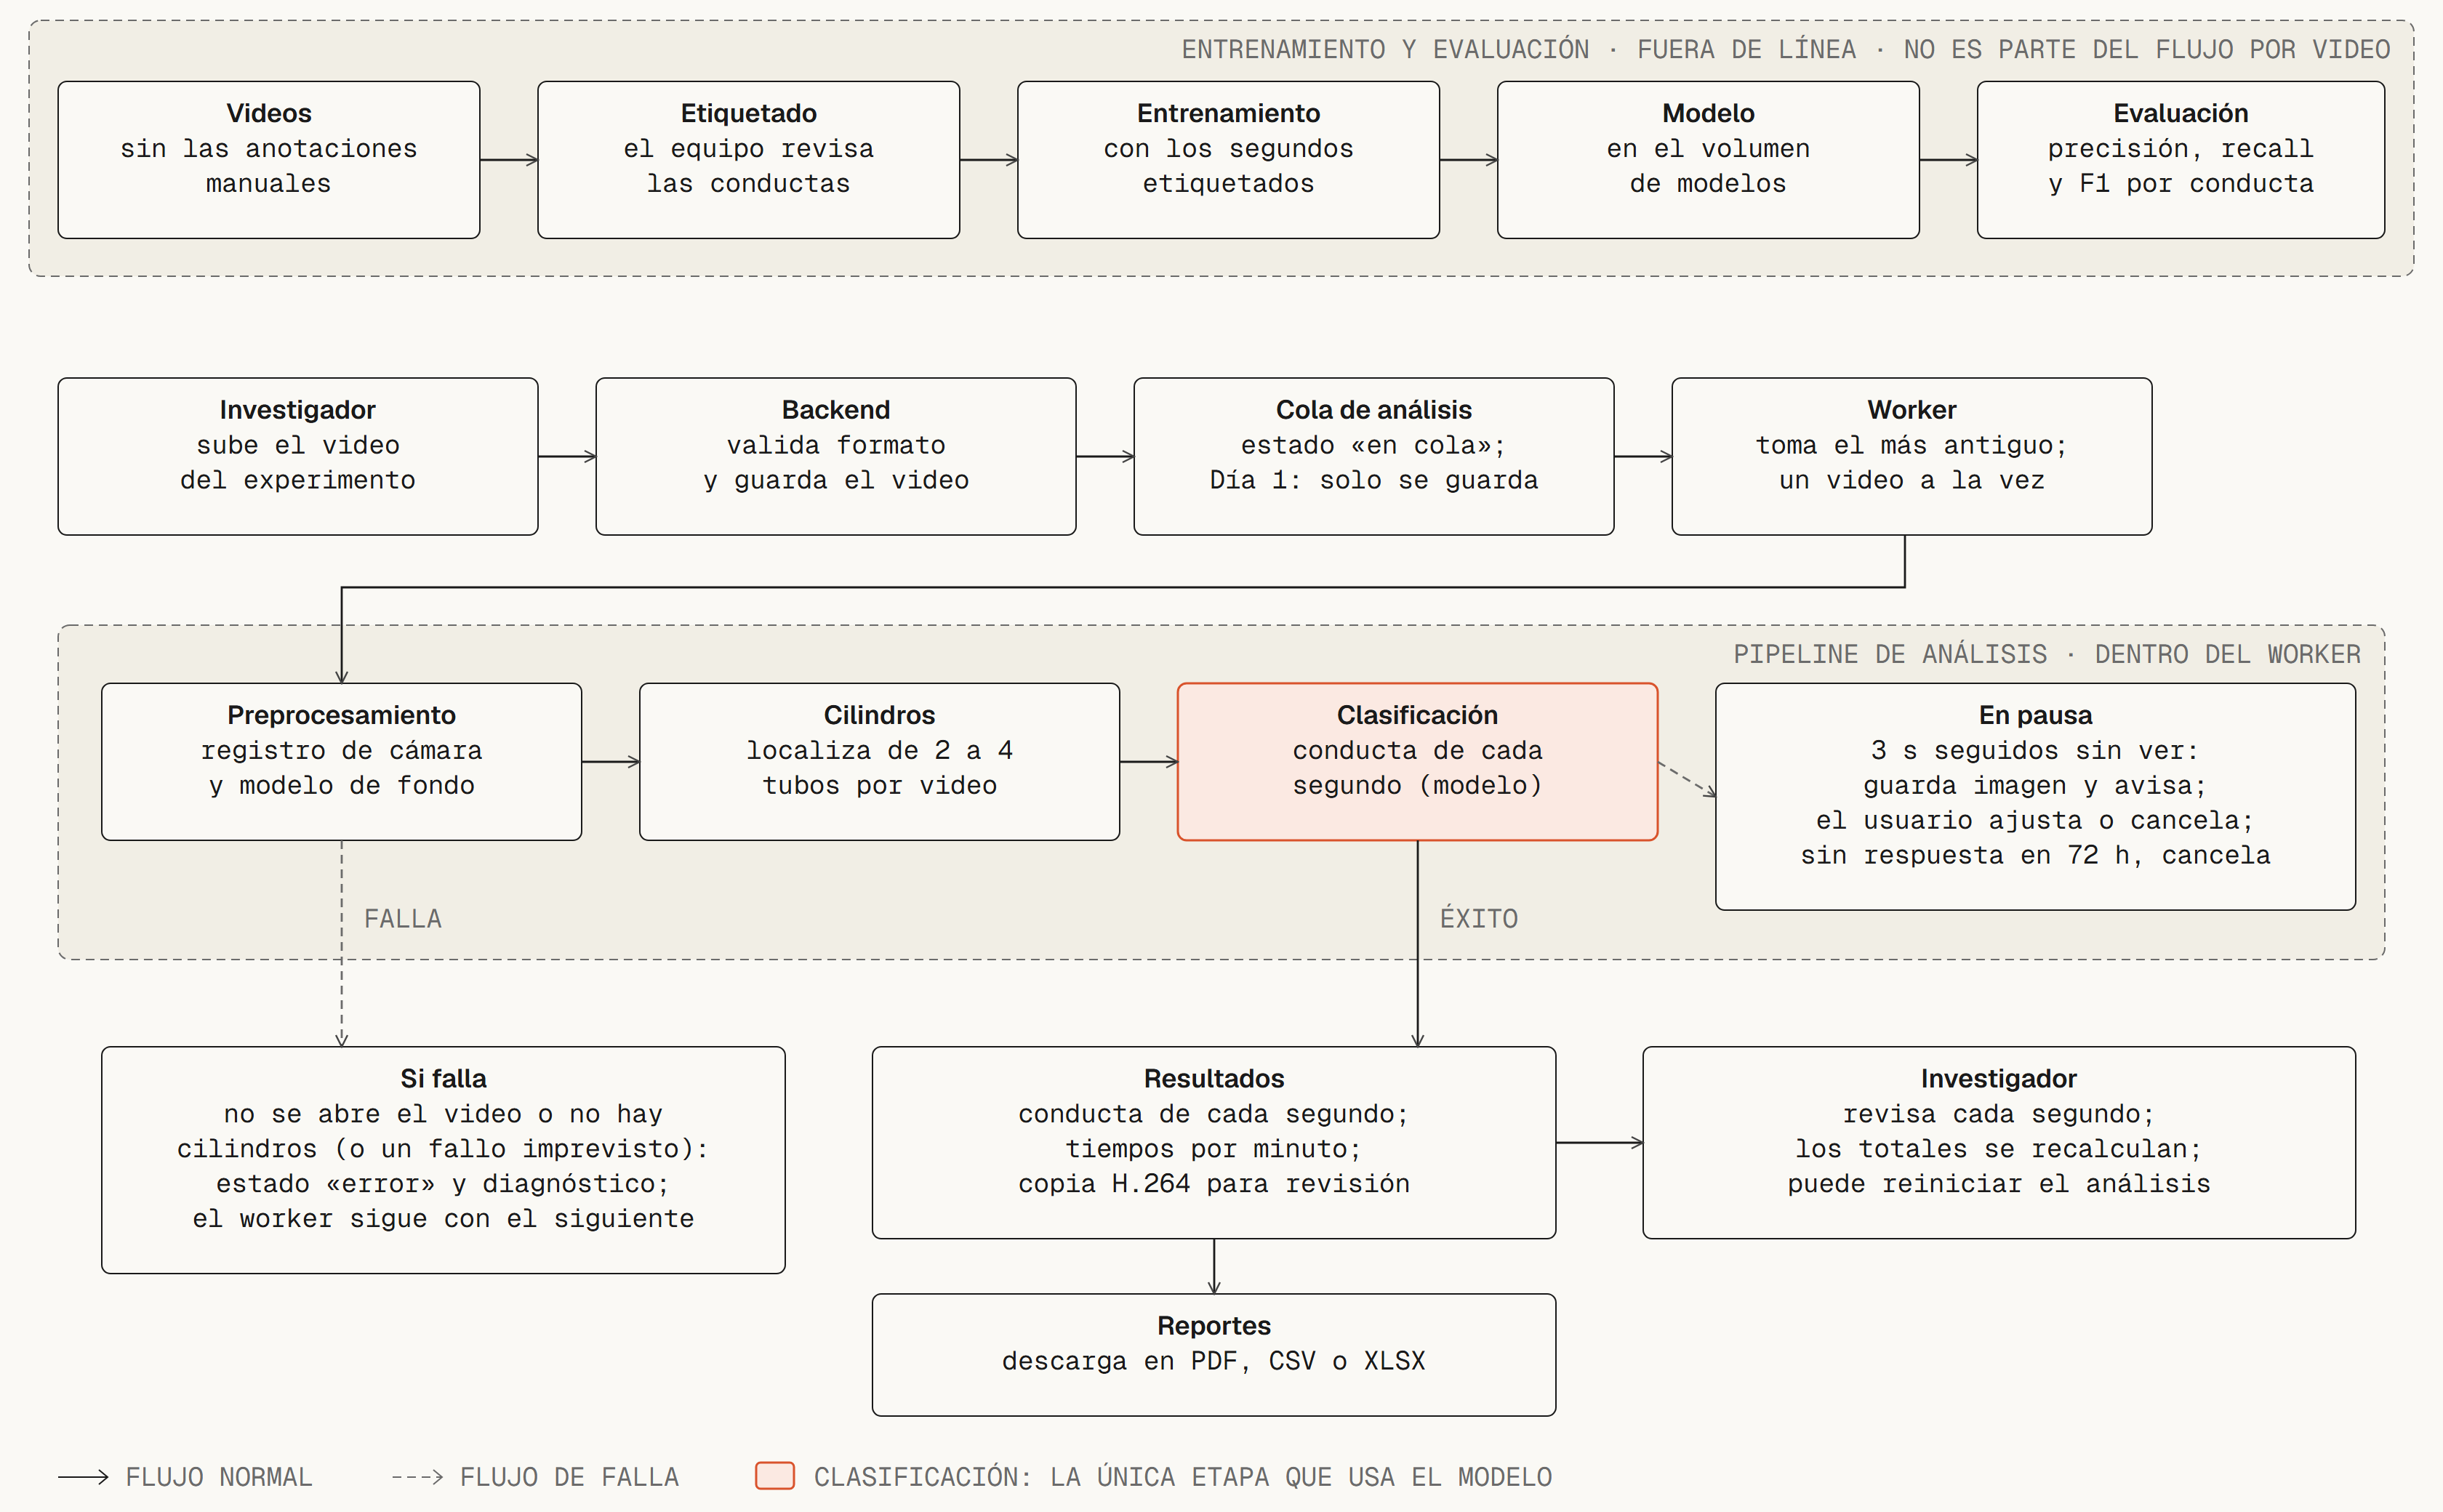 ENTRENAMIENTO Y EVALUACIÓN · FUERA DE LÍNEA · NO ES PARTE DEL FLUJO POR VIDEO
Videos
sin las anotaciones
manuales
Etiquetado
el equipo revisa
las conductas
Entrenamiento
con los segundos
etiquetados
Modelo
en el volumen
de modelos
Evaluación
precisión, recall
y F1 por conducta
Investigador
sube el video
del experimento
Backend
valida formato
y guarda el video
Cola de análisis
estado «en cola»;
Día 1: solo se guarda
Worker
toma el más antiguo;
un video a la vez
PIPELINE DE ANÁLISIS · DENTRO DEL WORKER
Preprocesamiento
registro de cámara
y modelo de fondo
Cilindros
localiza de 2 a 4
tubos por video
Clasificación
conducta de cada
segundo (modelo)
En pausa
3 s seguidos sin ver:
guarda imagen y avisa;
el usuario ajusta o cancela;
sin respuesta en 72 h, cancela
FALLA
ÉXITO
Si falla
no se abre el video o no hay
cilindros (o un fallo imprevisto):
estado «error» y diagnóstico;
el worker sigue con el siguiente
Resultados
conducta de cada segundo;
tiempos por minuto;
copia H.264 para revisión
Investigador
revisa cada segundo;
los totales se recalculan;
puede reiniciar el análisis
Reportes
descarga en PDF, CSV o XLSX
FLUJO NORMAL
FLUJO DE FALLA
CLASIFICACIÓN: LA ÚNICA ETAPA QUE USA EL MODELO